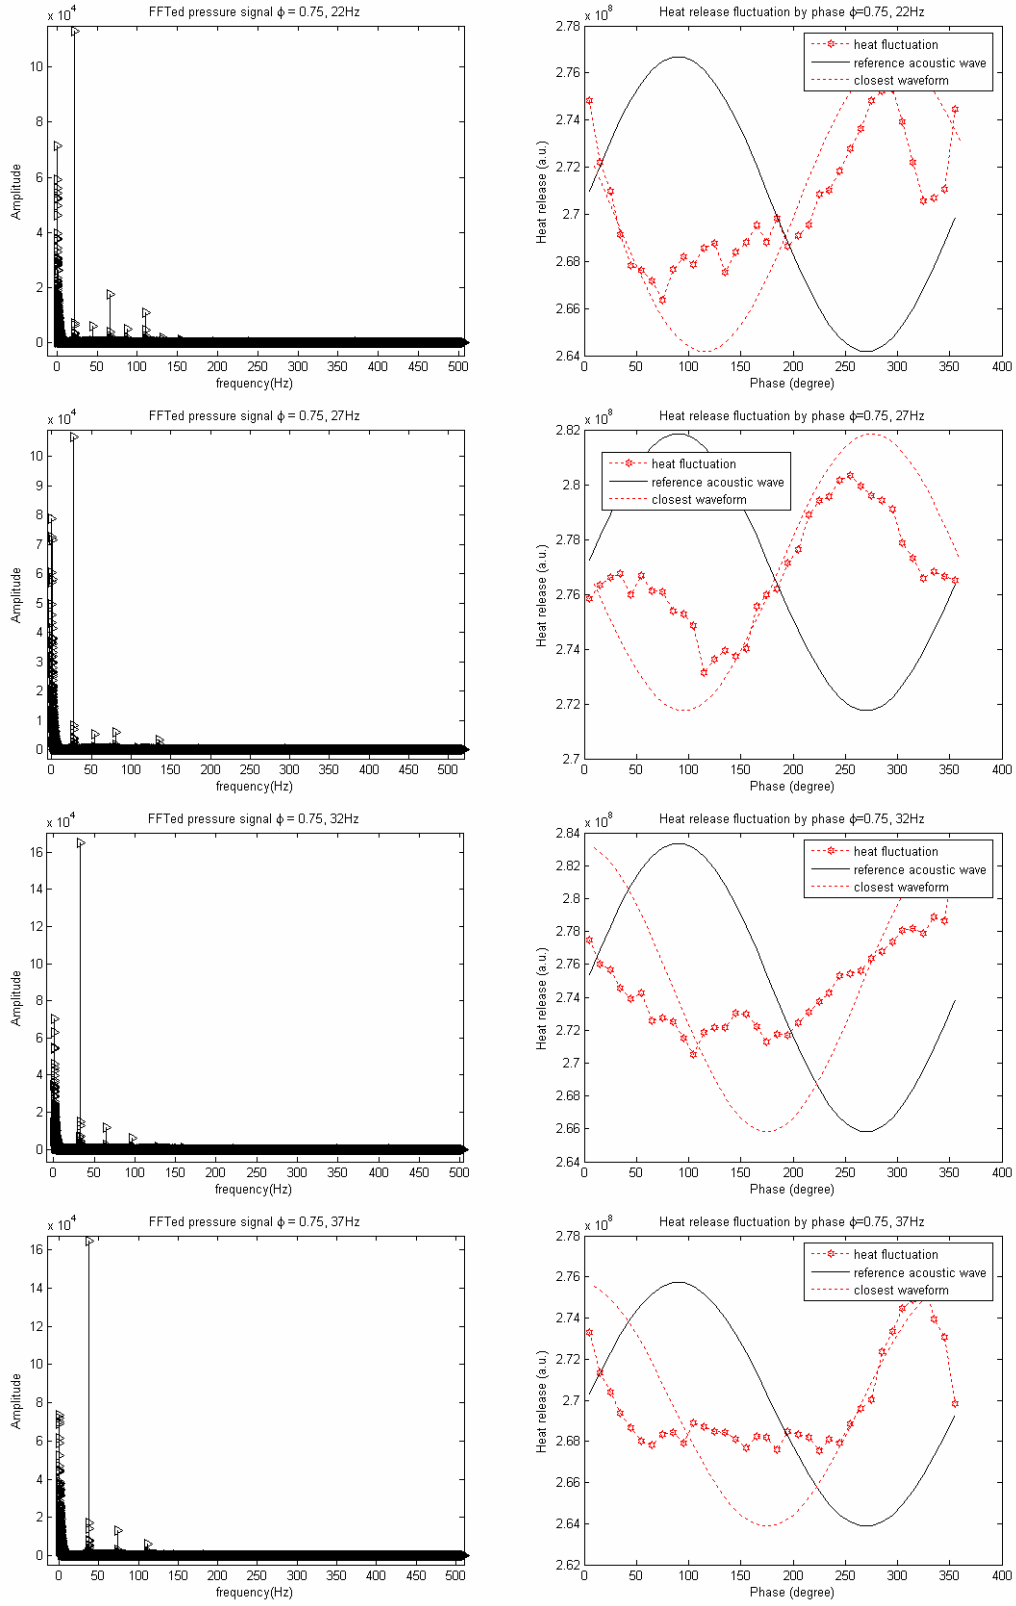 FFTed pressure signal ϕ = 0.75, 22Hz
x 10^4
10
8
6
4
2
0
Amplitude
0 50 100 150 200 250 300 350 400 450 500
frequency(Hz)
Heat release fluctuation by phase ϕ=0.75, 22Hz
x 10^8
2.78
2.76
2.74
2.72
2.7
2.68
2.66
2.64
Heat release (a.u.)
heat fluctuation
reference acoustic wave
closest waveform
0 50 100 150 200 250 300 350 400
Phase (degree)
FFTed pressure signal ϕ = 0.75, 27Hz
x 10^4
10
9
8
7
6
5
4
3
2
1
0
Amplitude
0 50 100 150 200 250 300 350 400 450 500
frequency(Hz)
Heat release fluctuation by phase ϕ=0.75, 27Hz
x 10^8
2.82
2.8
2.78
2.76
2.74
2.72
2.7
Heat release (a.u.)
heat fluctuation
reference acoustic wave
closest waveform
0 50 100 150 200 250 300 350 400
Phase (degree)
FFTed pressure signal ϕ = 0.75, 32Hz
x 10^4
16
14
12
10
8
6
4
2
0
Amplitude
0 50 100 150 200 250 300 350 400 450 500
frequency(Hz)
Heat release fluctuation by phase ϕ=0.75, 32Hz
x 10^8
2.84
2.82
2.8
2.78
2.76
2.74
2.72
2.7
2.68
2.66
2.64
Heat release (a.u.)
heat fluctuation
reference acoustic wave
closest waveform
0 50 100 150 200 250 300 350 400
Phase (degree)
FFTed pressure signal ϕ = 0.75, 37Hz
x 10^4
16
14
12
10
8
6
4
2
0
Amplitude
0 50 100 150 200 250 300 350 400 450 500
frequency(Hz)
Heat release fluctuation by phase ϕ=0.75, 37Hz
x 10^8
2.78
2.76
2.74
2.72
2.7
2.68
2.66
2.64
2.62
Heat release (a.u.)
heat fluctuation
reference acoustic wave
closest waveform
0 50 100 150 200 250 300 350 400
Phase (degree)